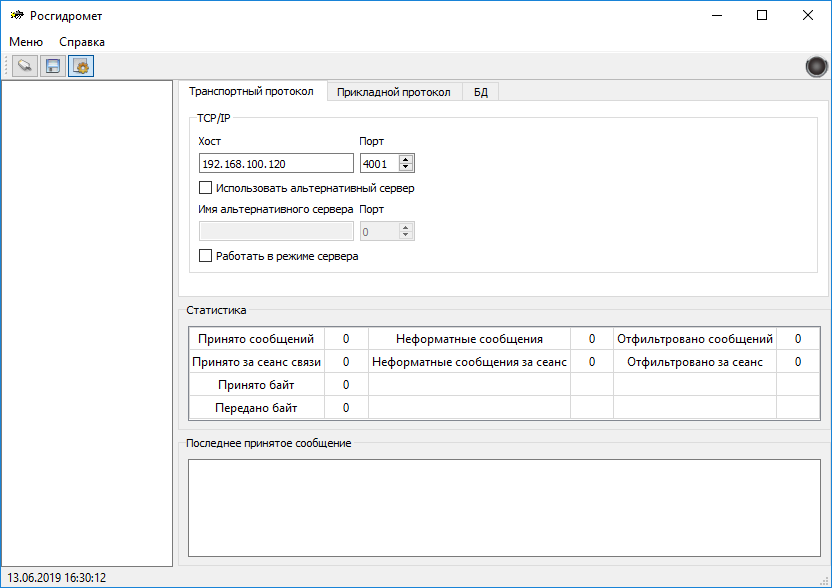 Росгидромет
Меню Справка
Транспортный протокол Прикладной протокол БД
TCP/IP
Хост Порт
192.168.100.120 4001
Использовать альтернативный сервер
Имя альтернативного сервера Порт
0
Работать в режиме сервера
Статистика
Принято сообщений 0 Неформатные сообщения 0 Отфильтровано сообщений 0
Принято за сеанс связи 0 Неформатные сообщения за сеанс 0 Отфильтровано за сеанс 0
Принято байт 0
Передано байт 0
Последнее принятое сообщение
13.06.2019 16:30:12